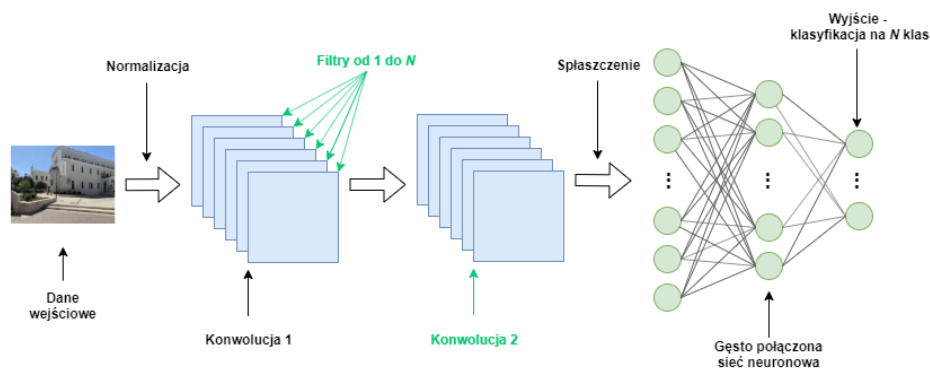 Wyjście -
klasyfikacja na N klas
Normalizacja
Filtry od 1 do N
Spłaszczenie
Dane
wejściowe
Konwolucja 1
Konwolucja 2
Gęsto połączona
sieć neuronowa